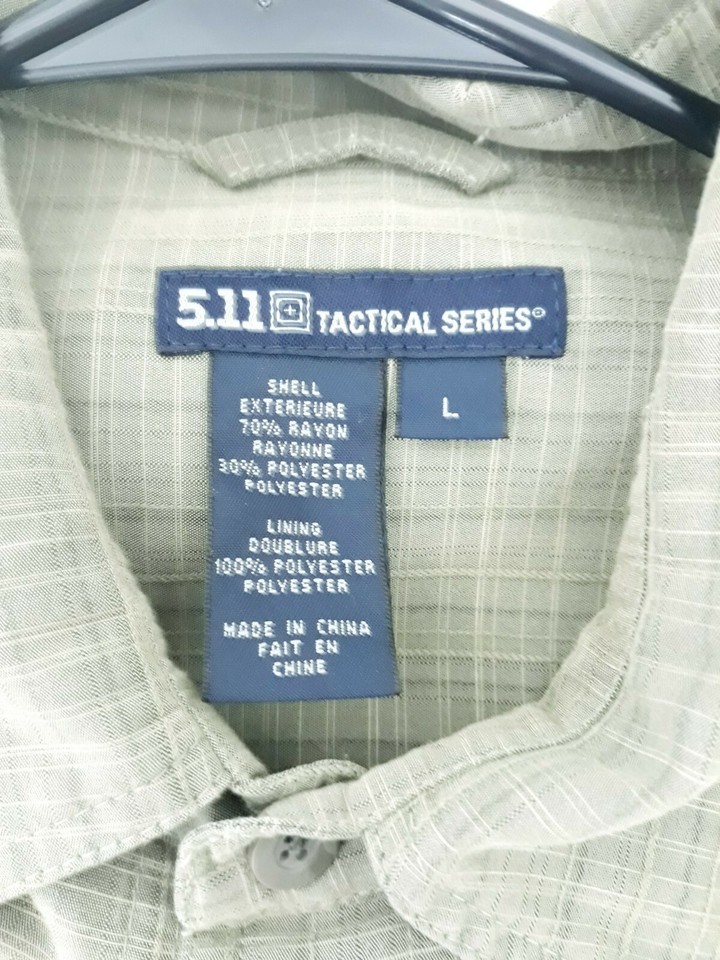 5.11 TACTICAL SERIES®
SHELL
EXTERIEURE
70% RAYON
RAYONNE
30% POLYESTER
POLYESTER
LINING
DOUBLURE
100% POLYESTER
POLYESTER
MADE IN CHINA
FAIT EN
CHINE
L